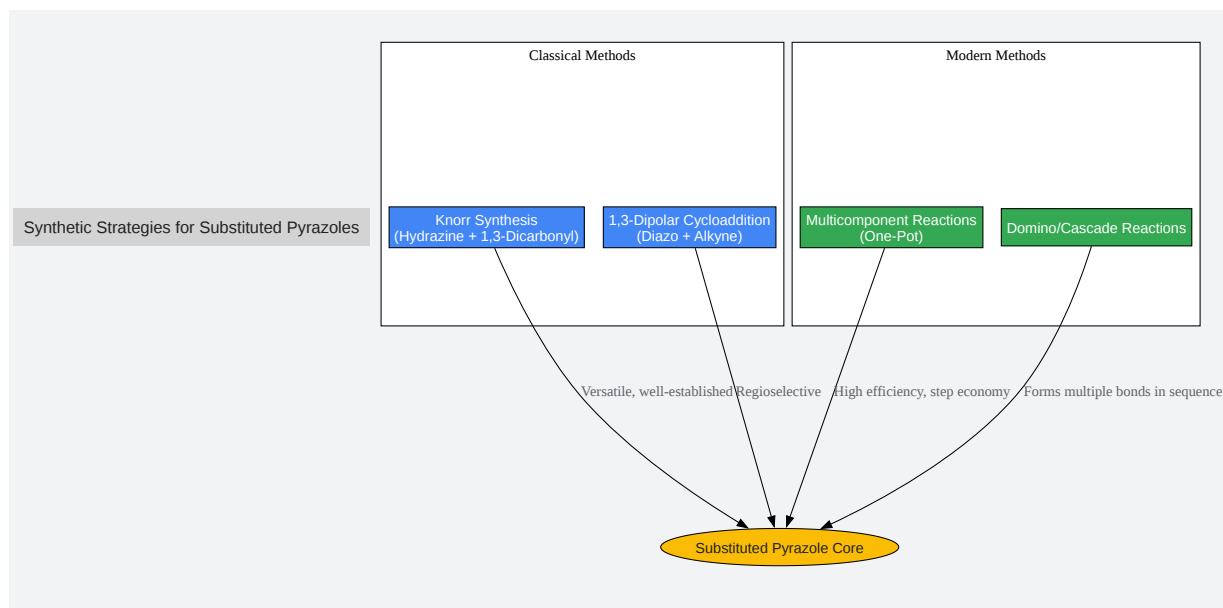 Classical Methods
Modern Methods
Synthetic Strategies for Substituted Pyrazoles
Knorr Synthesis
(Hydrazine + 1,3-Dicarbonyl)
1,3-Dipolar Cycloaddition
(Diazo + Alkyne)
Multicomponent Reactions
(One-Pot)
Domino/Cascade Reactions
Versatile, well-established
Regioselective
High efficiency, step economy
Forms multiple bonds in sequence
Substituted Pyrazole Core